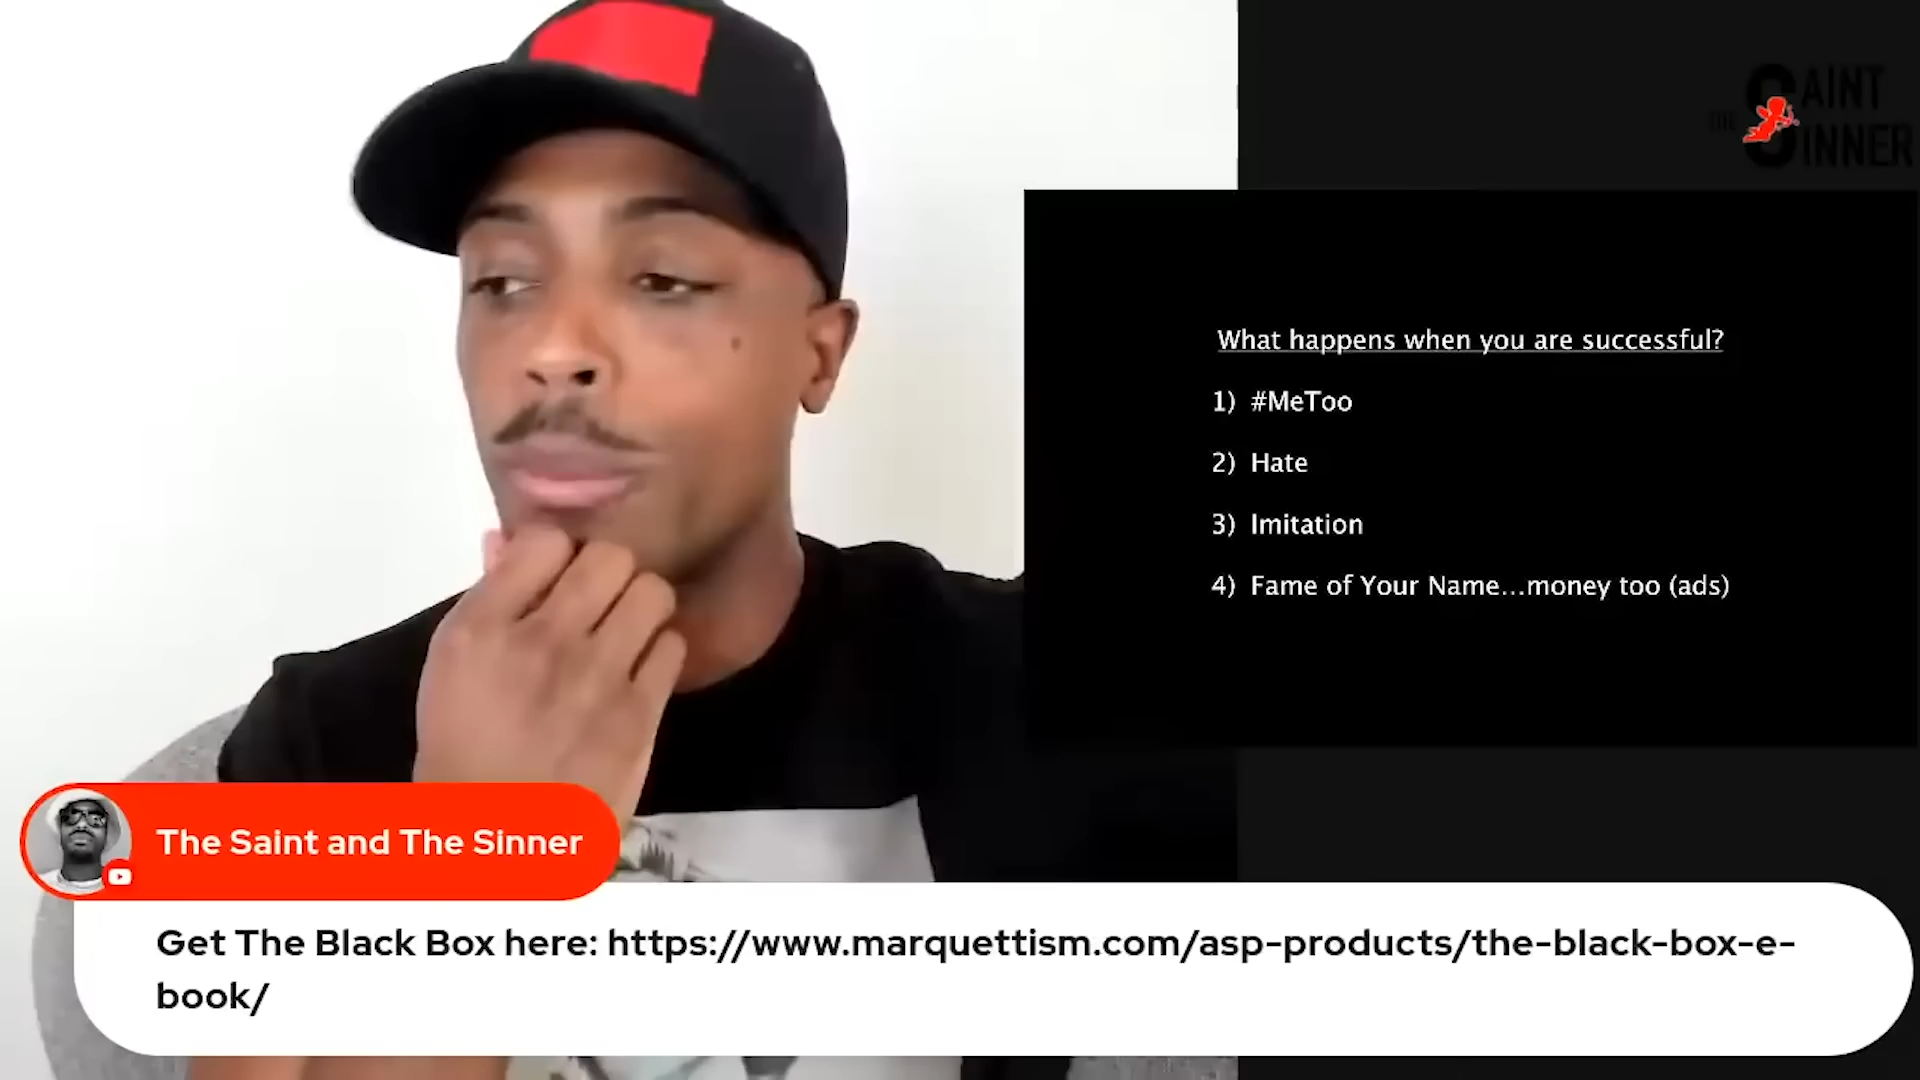 THE SAINT
SINNER
What happens when you are successful?
1) #MeToo
2) Hate
3) Imitation
4) Fame of Your Name...money too (ads)
The Saint and The Sinner
Get The Black Box here: https://www.marquettism.com/asp-products/the-black-box-e-
book/